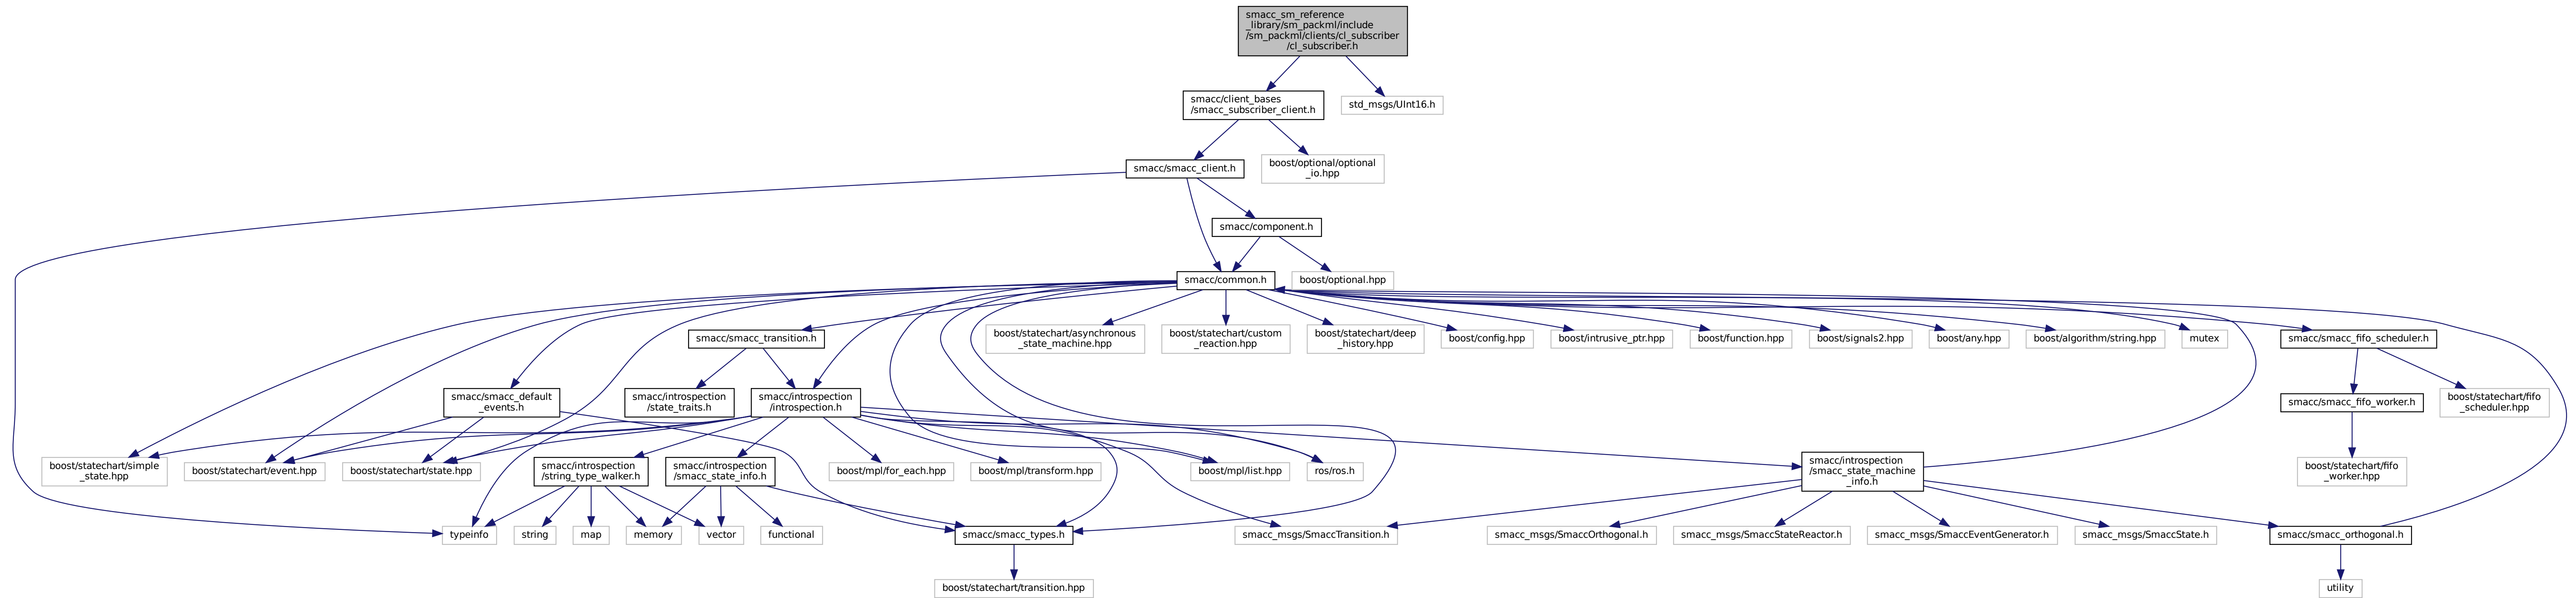 smacc_sm_reference
_library/sm_packml/include
/sm_packml/clients/cl_subscriber
/cl_subscriber.h
smacc/client_bases
/smacc_subscriber_client.h
std_msgs/UInt16.h
smacc/smacc_client.h
boost/optional/optional
_io.hpp
smacc/component.h
smacc/common.h
boost/optional.hpp
smacc/smacc_transition.h
boost/statechart/asynchronous
_state_machine.hpp
boost/statechart/custom
_reaction.hpp
boost/statechart/deep
_history.hpp
boost/config.hpp
boost/intrusive_ptr.hpp
boost/function.hpp
boost/signals2.hpp
boost/any.hpp
boost/algorithm/string.hpp
mutex
smacc/smacc_fifo_scheduler.h
smacc/smacc_default
_events.h
smacc/introspection
/state_traits.h
smacc/introspection
/introspection.h
smacc/smacc_fifo_worker.h
boost/statechart/fifo
_scheduler.hpp
boost/statechart/simple
_state.hpp
boost/statechart/event.hpp
boost/statechart/state.hpp
smacc/introspection
/string_type_walker.h
smacc/introspection
/smacc_state_info.h
boost/mpl/for_each.hpp
boost/mpl/transform.hpp
boost/mpl/list.hpp
ros/ros.h
smacc/introspection
/smacc_state_machine
_info.h
boost/statechart/fifo
_worker.hpp
typeinfo
string
map
memory
vector
functional
smacc/smacc_types.h
smacc_msgs/SmaccTransition.h
smacc_msgs/SmaccOrthogonal.h
smacc_msgs/SmaccStateReactor.h
smacc_msgs/SmaccEventGenerator.h
smacc_msgs/SmaccState.h
smacc/smacc_orthogonal.h
boost/statechart/transition.hpp
utility